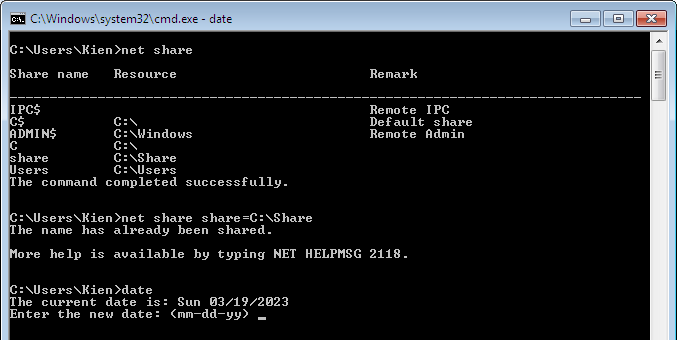 C:\Windows\system32\cmd.exe - date
C:\Users\Kien>net share
Share name   Resource                        Remark
-------------------------------------------------------------------------------
IPC$                                         Remote IPC
C$           C:\                             Default share
ADMIN$       C:\Windows                      Remote Admin
C            C:\
share        C:\Share
Users        C:\Users
The command completed successfully.
C:\Users\Kien>net share share=C:\Share
The name has already been shared.
More help is available by typing NET HELPMSG 2118.
C:\Users\Kien>date
The current date is: Sun 03/19/2023
Enter the new date: (mm-dd-yy) _